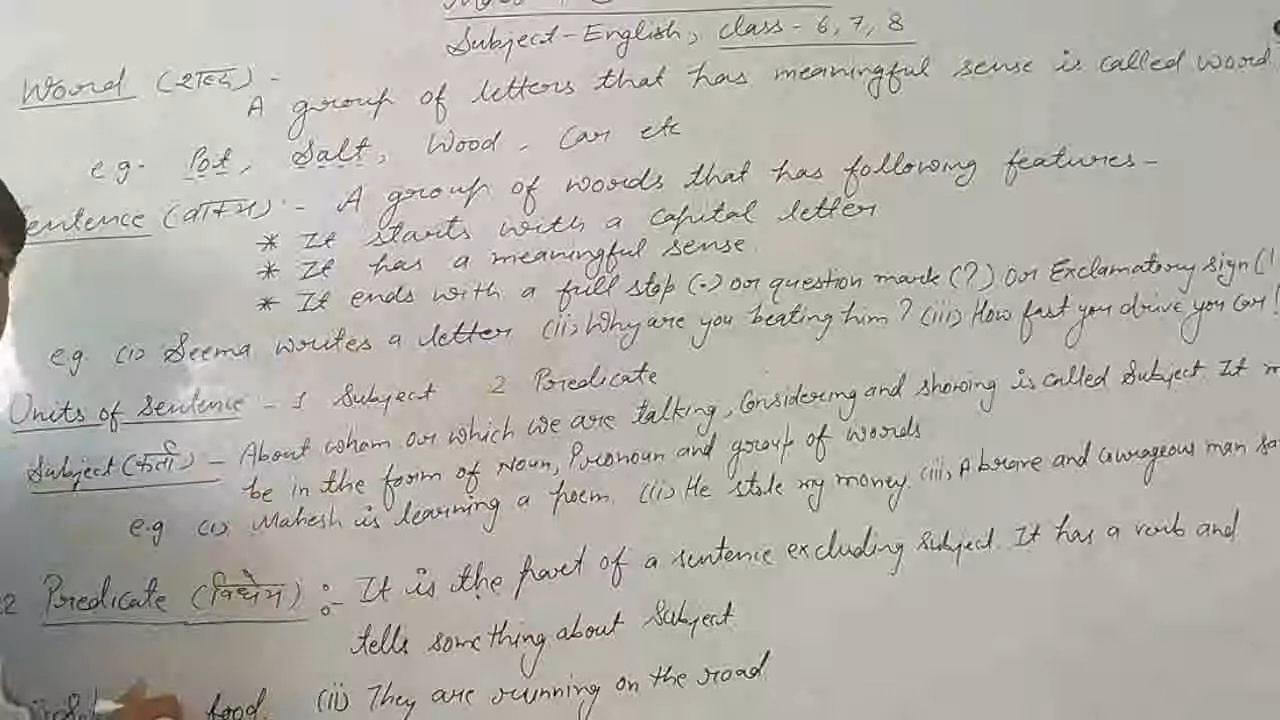 Subject-English, class- 6, 7, 8
Word (शब्द) -
A group of letters that has meaningful sense is called word
e.g. Pot, Salt, Wood, Car etc
entence (वाक्य) - A group of words that has following features-
* It starts with a capital letter
* It has a meaningful sense.
* It ends with a full stop (.) or question mark (?) or Exclamatory sign (!
e.g. (i) Seema writes a letter (ii) Why are you beating him? (iii) How fast you drive you car!
Units of sentence - 1 Subject 2 Predicate
Subject (कर्ता) - About wham or which we are talking, Considering and showing is called Subject. It m
be in the form of Noun, Pronoun and group of words
e.g (i) Mahesh is learning a poem. (ii) He stole my money (iii) A brave and courageous man sa
2 Predicate (विधेय) :- It is the part of a sentence excluding subject. It has a verb and
tells something about subject
food. (ii) They are running on the road